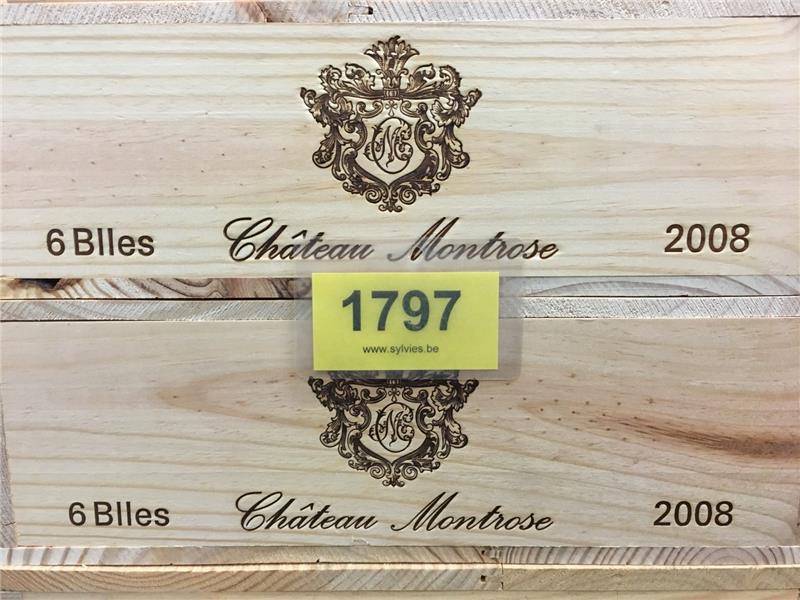 6 Blles Château Montrose 2008
1797
www.sylvies.be
6 Blles Château Montrose 2008